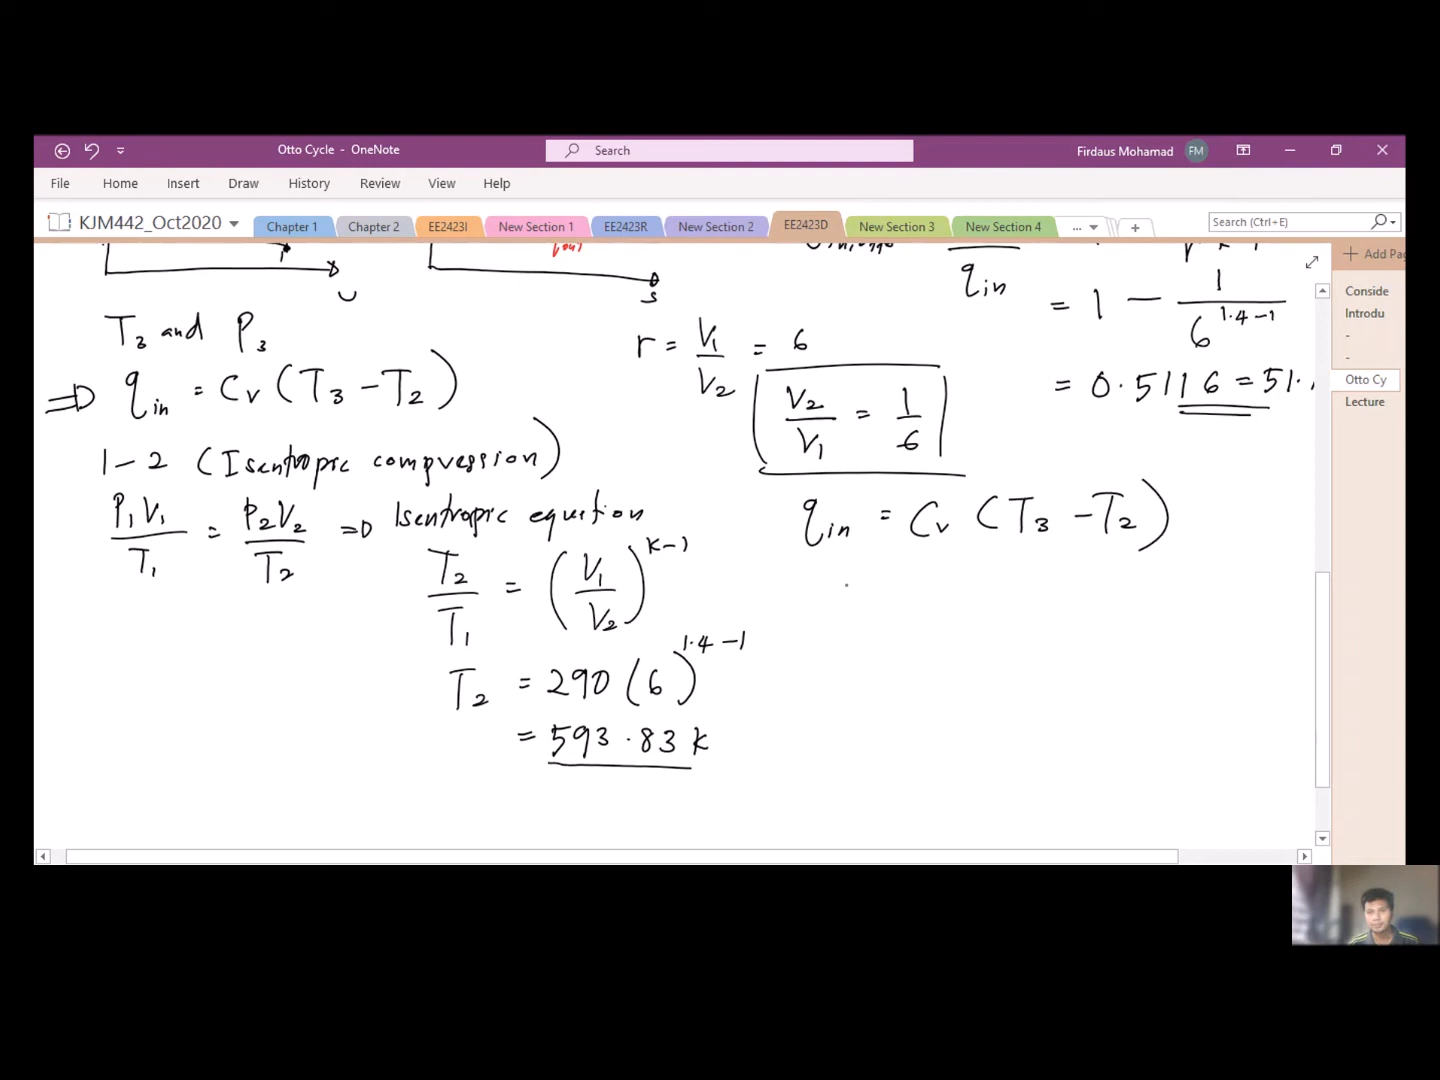 Otto Cycle - OneNote
Search
Firdaus Mohamad
FM
File Home Insert Draw History Review View Help
KJM442_Oct2020
Chapter 1 Chapter 2 EE2423I New Section 1 EE2423R New Section 2 EE2423D New Section 3 New Section 4 ...
Search (Ctrl+E)
Add Pag
Conside
Introdu
-
-
Otto Cy
Lecture
υ
s
qin
= 1 - 1 / 6^1.4-1
= 0.5116 = 51.
T3 and P3
r = V1/V2 = 6
V2/V1 = 1/6
⇒ qin = Cv (T3 - T2)
1-2 (Isentropic compression)
P1V1/T1 = P2V2/T2 ⇒ Isentropic equation
T2/T1 = (V1/V2)^k-1
T2 = 290 (6)^1.4-1
= 593.83 K
qin = Cv (T3 - T2)